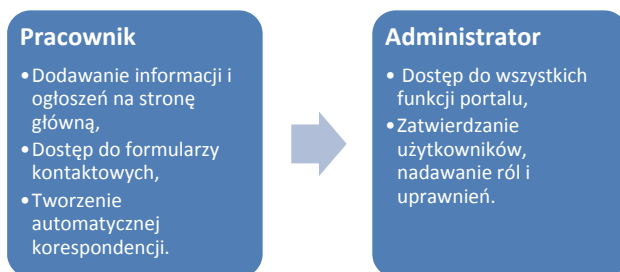 Pracownik
•Dodawanie informacji i
ogłoszeń na stronę
główną,
•Dostęp do formularzy
kontaktowych,
•Tworzenie
automatycznej
korespondencji.
Administrator
• Dostęp do wszystkich
funkcji portalu,
•Zatwierdzanie
użytkowników,
nadawanie ról i
uprawnień.